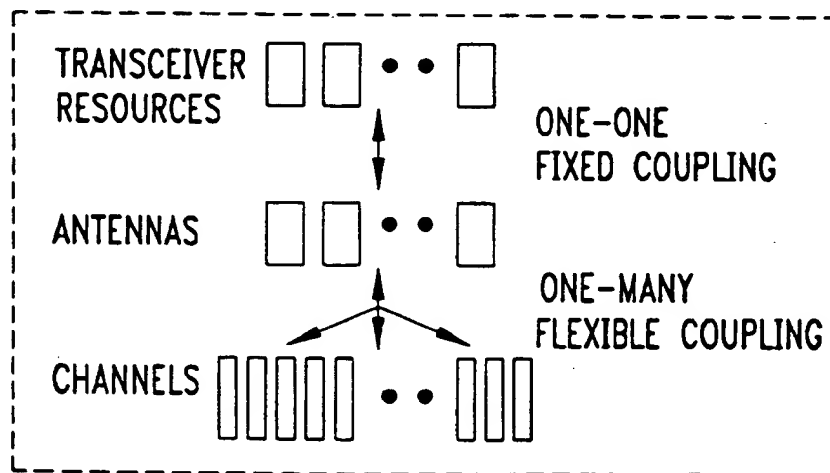 TRANSCEIVER
RESOURCES
ONE-ONE
FIXED COUPLING
ANTENNAS
ONE-MANY
FLEXIBLE COUPLING
CHANNELS